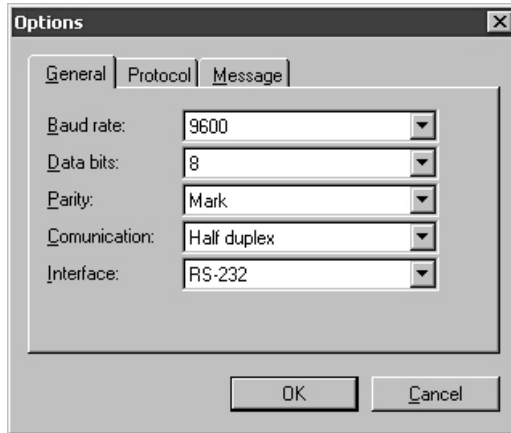 Options
General Protocol Message
Baud rate: 9600
Data bits: 8
Parity: Mark
Comunication: Half duplex
Interface: RS-232
OK Cancel